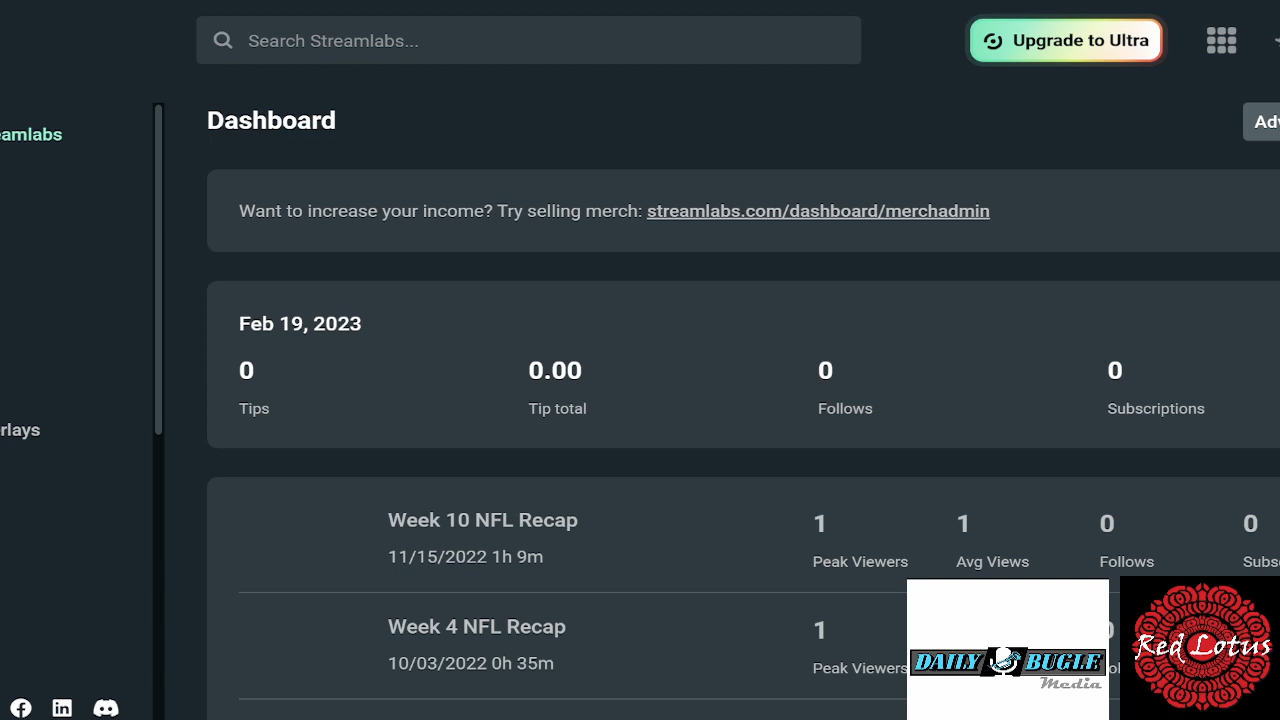 Search Streamlabs...
Upgrade to Ultra
eamlabs
Dashboard
Adv
Want to increase your income? Try selling merch: streamlabs.com/dashboard/merchadmin
Feb 19, 2023
0 0.00 0 0
Tips Tip total Follows Subscriptions
rlays
Week 10 NFL Recap 1 1 0 0
11/15/2022 1h 9m Peak Viewers Avg Views Follows Subs
Week 4 NFL Recap 1
10/03/2022 0h 35m Peak Viewers
DAILY BUGLE
Media
Red Lotus